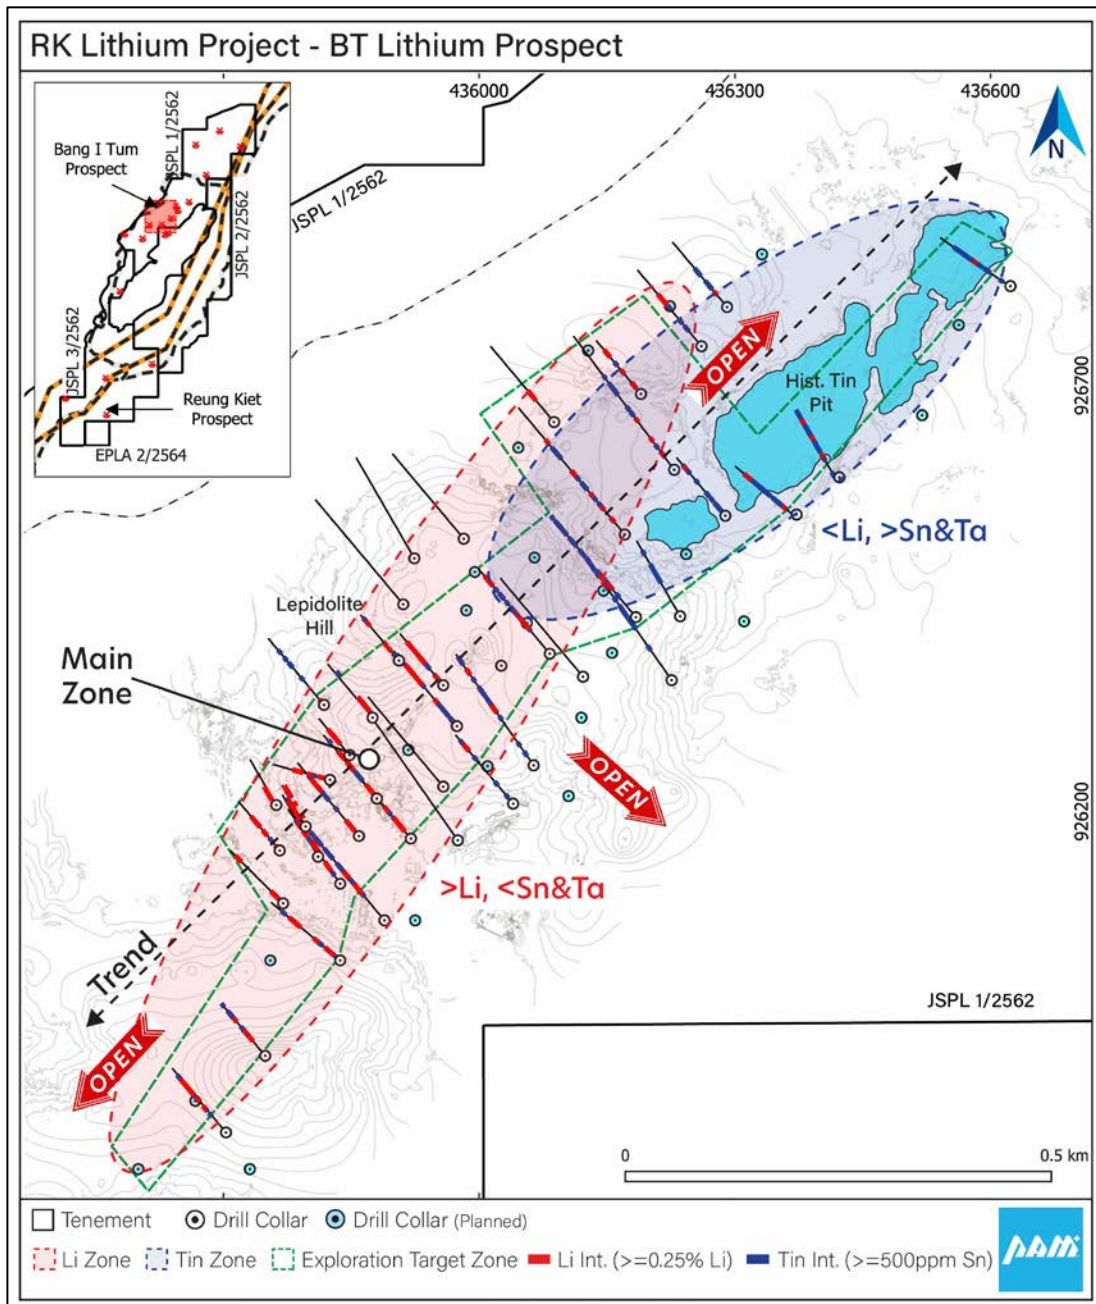 RK Lithium Project - BT Lithium Prospect
436000
436300
436600
JSPL 1/2562
Bang I Tum
Prospect
JSPL 2/2562
JSPL 3/2562
Reung Kiet
Prospect
EPLA 2/2564
JSPL 1/2562
N
OPEN
926700
Hist. Tin
Pit
<Li, >Sn&Ta
Lepidolite
Hill
Main
Zone
OPEN
926200
>Li, <Sn&Ta
Trend
OPEN
JSPL 1/2562
0
0.5 km
Tenement
Drill Collar
Drill Collar (Planned)
Li Zone
Tin Zone
Exploration Target Zone
Li Int. (>=0.25% Li)
Tin Int. (>=500ppm Sn)
PAM